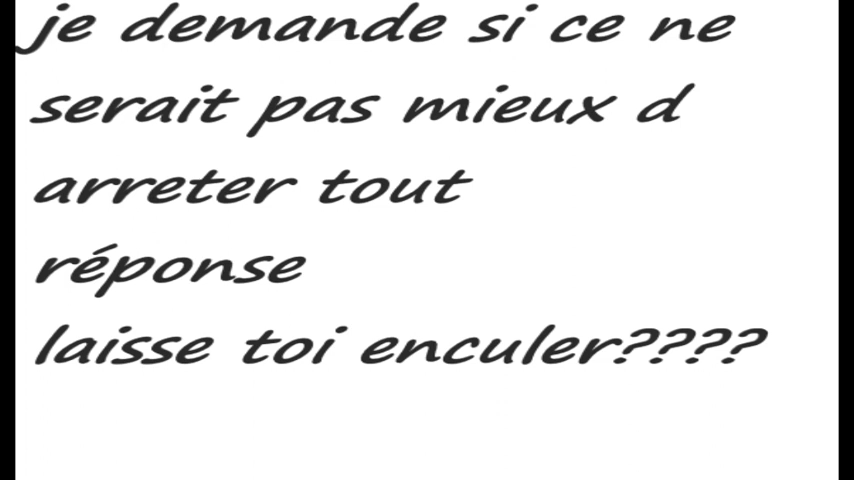 je demande si ce ne
serait pas mieux d
arreter tout
réponse
laisse toi enculer????